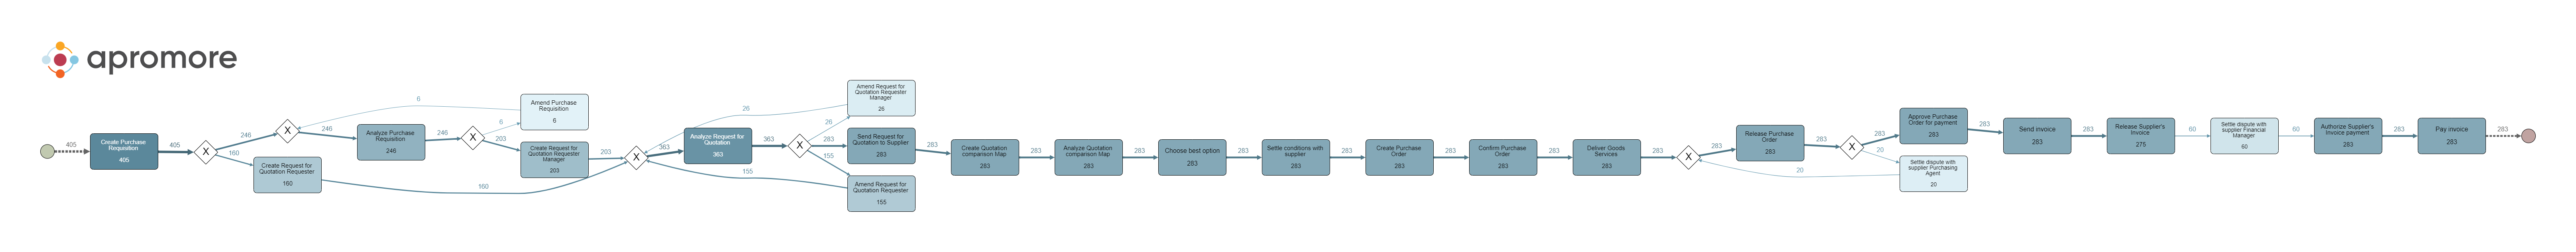 apromore
405
Create Purchase
Requisition
405
405
X
246
160
X
Create Request for
Quotation Requester
160
6
246
Analyze Purchase
Requisition
246
246
X
6
203
Amend Purchase
Requisition
6
Create Request for
Quotation Requester
Manager
203
160
203
X
363
Analyze Request for
Quotation
363
26
155
363
X
26
283
155
Amend Request for
Quotation Requester
Manager
26
Send Request for
Quotation to Supplier
283
Amend Request for
Quotation Requester
155
283
Create Quotation
comparison Map
283
283
Analyze Quotation
comparison Map
283
283
Choose best option
283
283
Settle conditions with
supplier
283
283
Create Purchase
Order
283
283
Confirm Purchase
Order
283
283
Deliver Goods
Services
283
283
X
283
Release Purchase
Order
283
283
X
283
20
20
Approve Purchase
Order for payment
283
Settle dispute with
supplier Purchasing
Agent
20
283
Send invoice
283
283
Release Supplier's
Invoice
275
60
Settle dispute with
supplier Financial
Manager
60
60
Authorize Supplier's
Invoice payment
283
283
Pay invoice
283
283